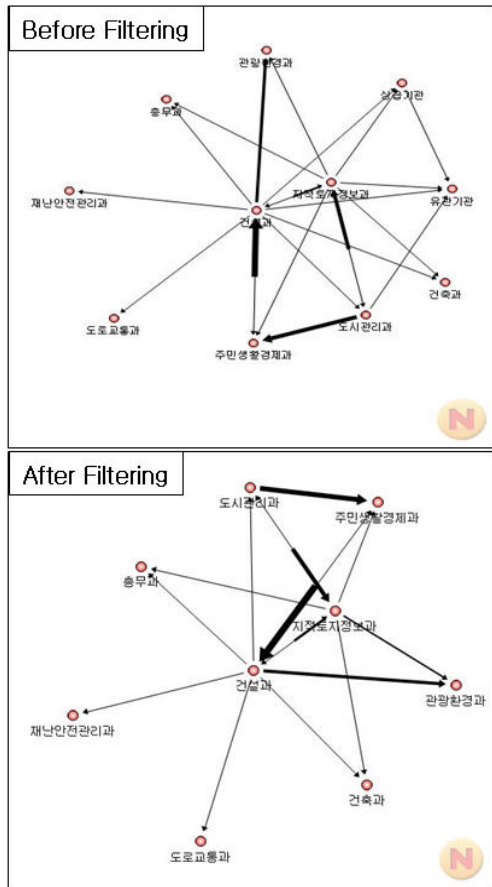 Before Filtering
관광환경과
상급기관
총무과
지적토지정보과
재난안전관리과
건설과
유관기관
건축과
도로교통과
도시관리과
주민생활경제과
N
After Filtering
도시관리과
주민생활경제과
총무과
지적토지정보과
건설과
관광환경과
재난안전관리과
건축과
도로교통과
N